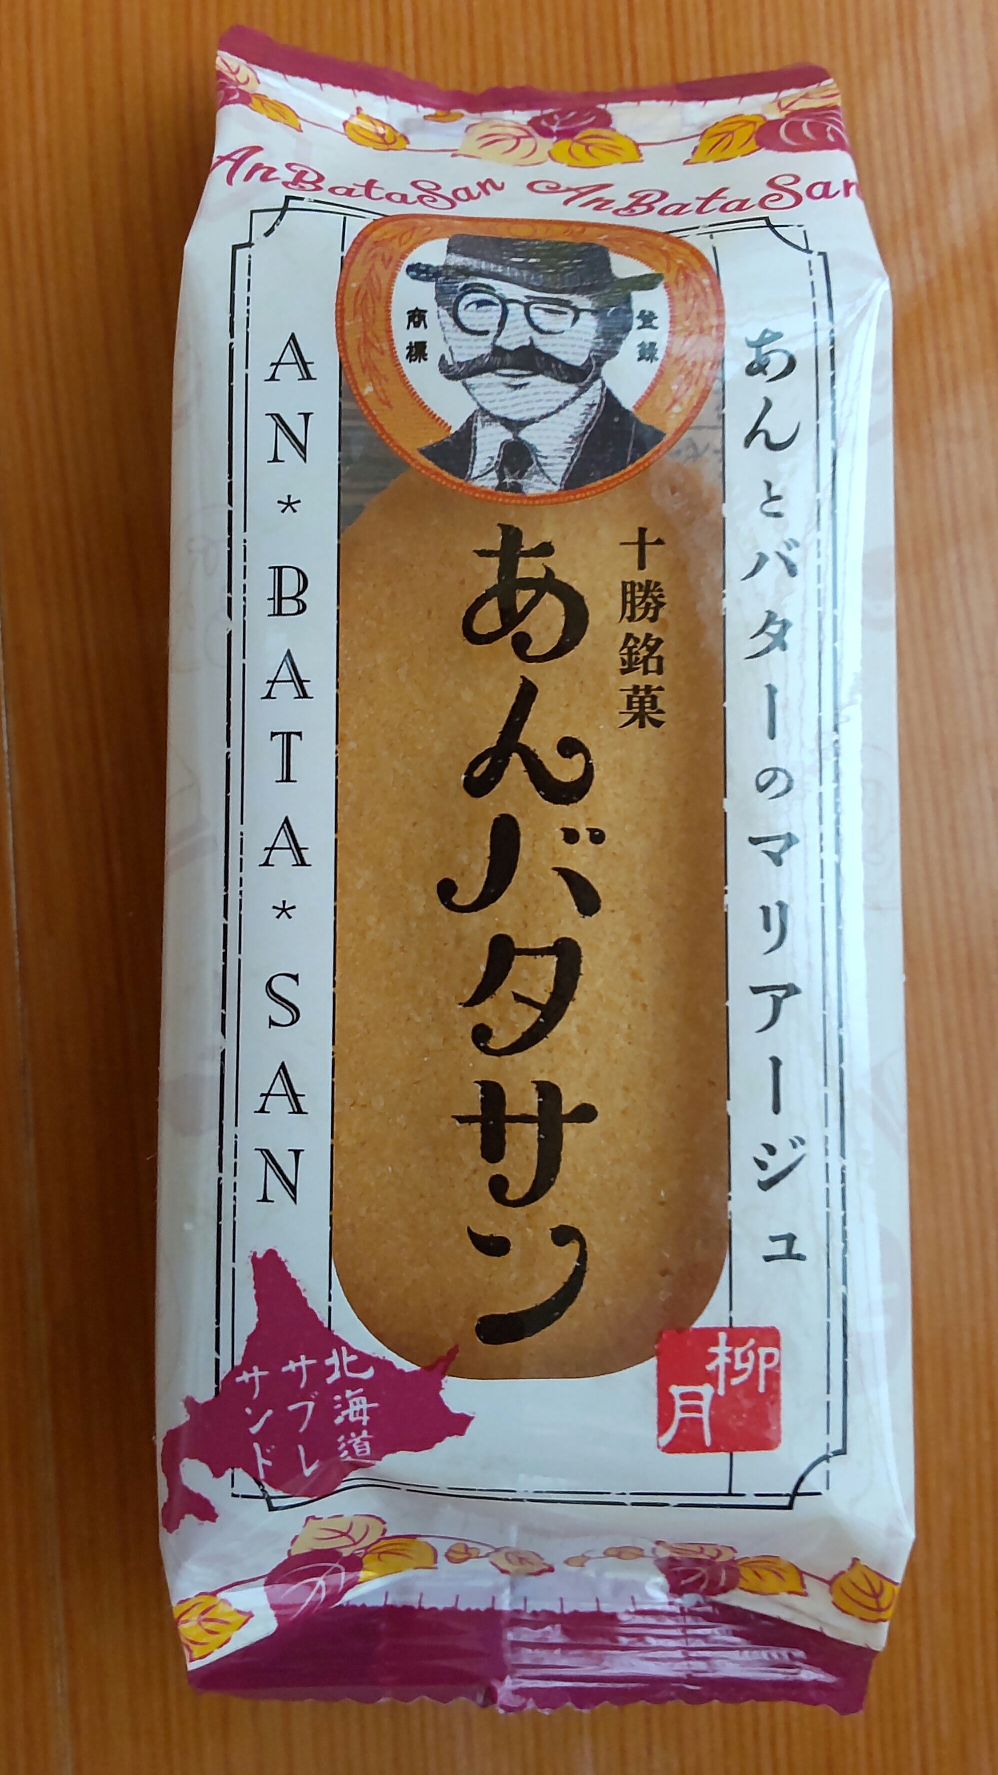 AnBataSan AnBataSan
登録
商標
あんとバターのマリアージュ
十勝銘菓
あんバタサン
AN*BATA*SAN
北海道
サブレ
サンド
柳月